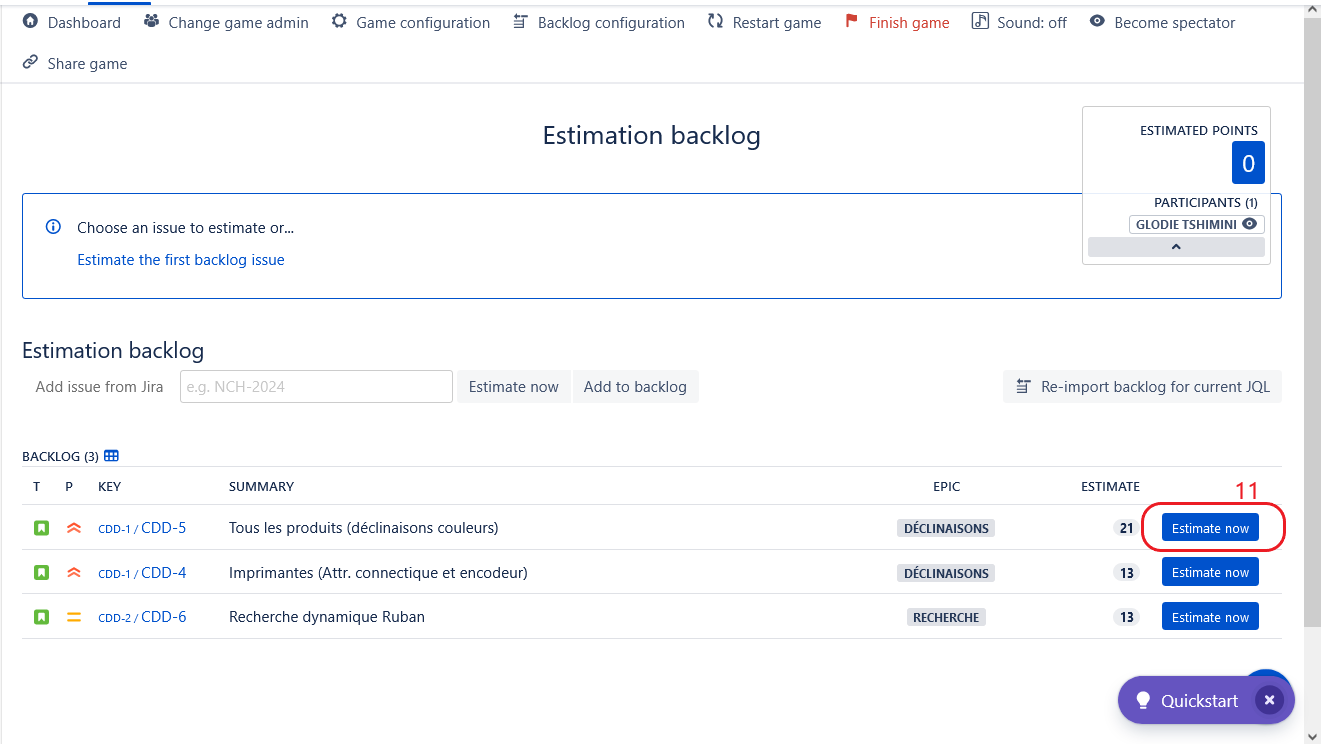 Dashboard Change game admin Game configuration Backlog configuration Restart game Finish game Sound: off Become spectator
Share game
Estimation backlog
ESTIMATED POINTS
0
PARTICIPANTS (1)
GLODIE TSHIMINI
Choose an issue to estimate or...
Estimate the first backlog issue
Estimation backlog
Add issue from Jira e.g. NCH-2024 Estimate now Add to backlog Re-import backlog for current JQL
BACKLOG (3)
T P KEY SUMMARY EPIC ESTIMATE 11
CDD-1 / CDD-5 Tous les produits (déclinaisons couleurs) DÉCLINAISONS 21 Estimate now
CDD-1 / CDD-4 Imprimantes (Attr. connectique et encodeur) DÉCLINAISONS 13 Estimate now
CDD-2 / CDD-6 Recherche dynamique Ruban RECHERCHE 13 Estimate now
Quickstart